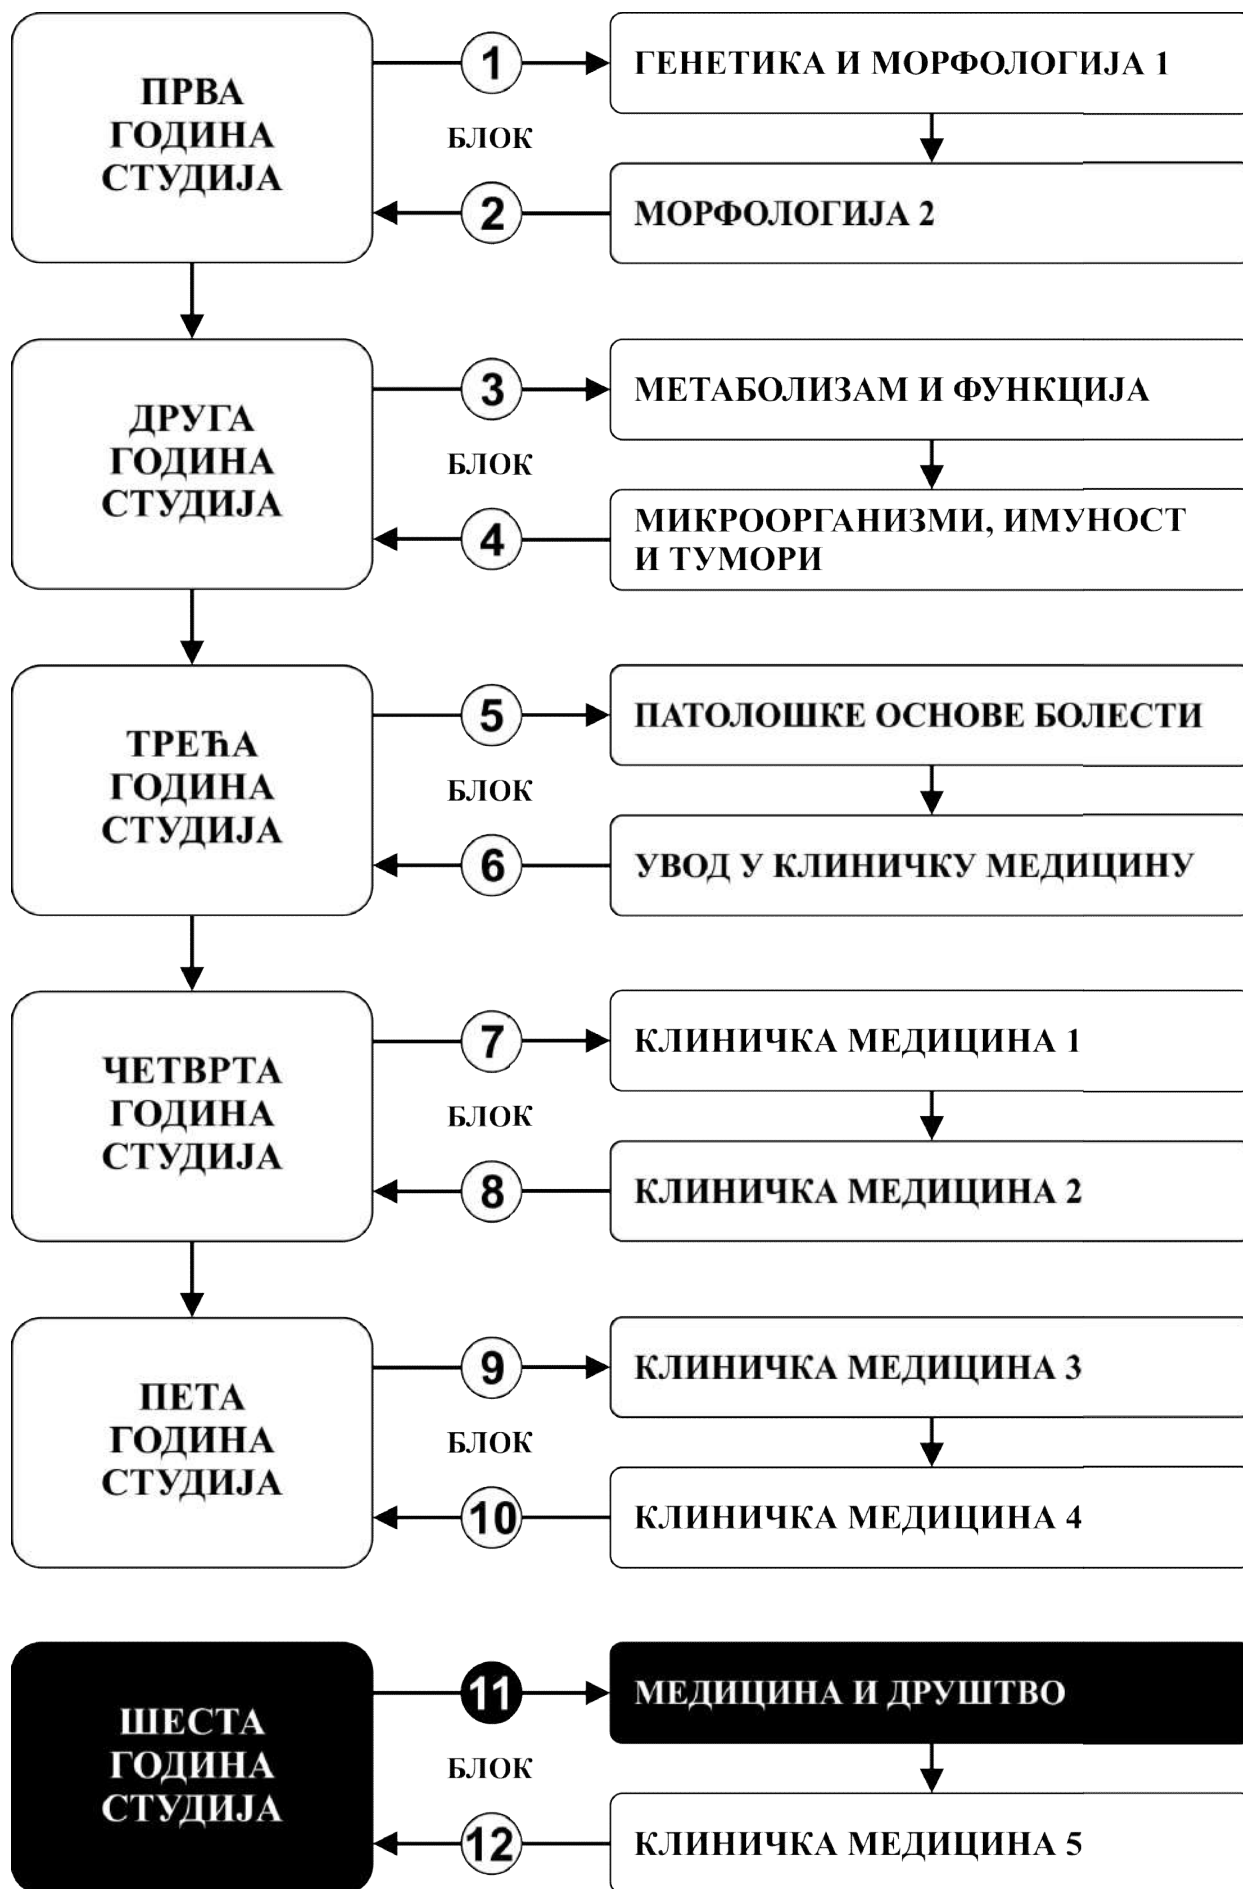 ПРВА
ГОДИНА
СТУДИЈА
1
БЛОК
2
ГЕНЕТИКА И МОРФОЛОГИЈА 1
МОРФОЛОГИЈА 2
ДРУГА
ГОДИНА
СТУДИЈА
3
БЛОК
4
МЕТАБОЛИЗАМ И ФУНКЦИЈА
МИКРООРГАНИЗМИ, ИМУНОСТ
И ТУМОРИ
ТРЕЋА
ГОДИНА
СТУДИЈА
5
БЛОК
6
ПАТОЛОШКЕ ОСНОВЕ БОЛЕСТИ
УВОД У КЛИНИЧКУ МЕДИЦИНУ
ЧЕТВРТА
ГОДИНА
СТУДИЈА
7
БЛОК
8
КЛИНИЧКА МЕДИЦИНА 1
КЛИНИЧКА МЕДИЦИНА 2
ПЕТА
ГОДИНА
СТУДИЈА
9
БЛОК
10
КЛИНИЧКА МЕДИЦИНА 3
КЛИНИЧКА МЕДИЦИНА 4
ШЕСТА
ГОДИНА
СТУДИЈА
11
БЛОК
12
МЕДИЦИНА И ДРУШТВО
КЛИНИЧКА МЕДИЦИНА 5